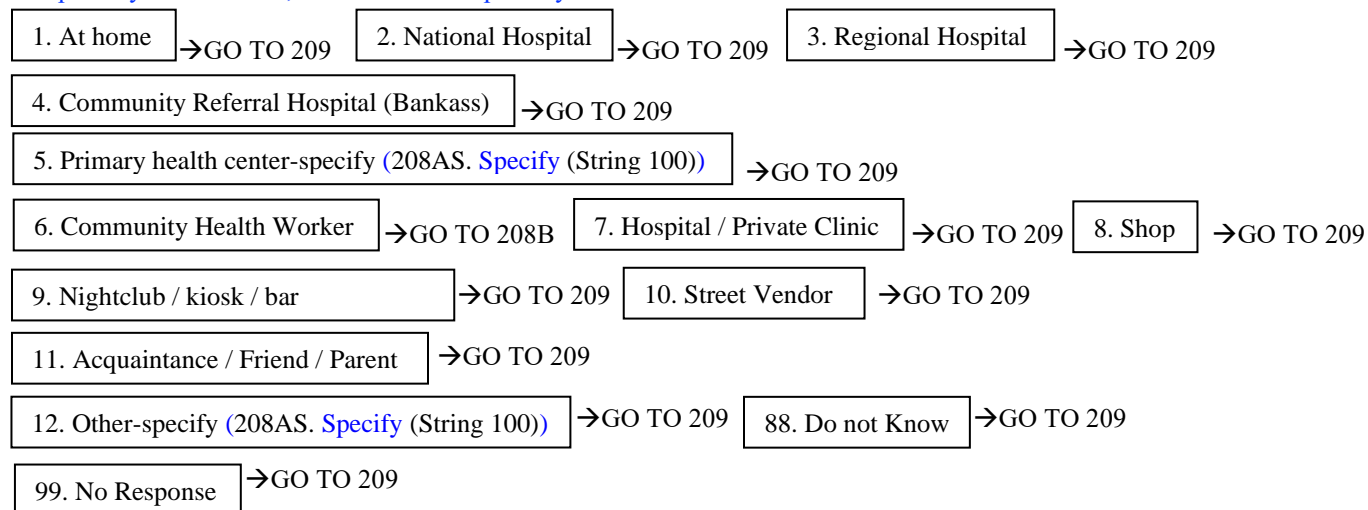 1. At home →GO TO 209 2. National Hospital →GO TO 209 3. Regional Hospital →GO TO 209
4. Community Referral Hospital (Bankass) →GO TO 209
5. Primary health center-specify (208AS. Specify (String 100)) →GO TO 209
6. Community Health Worker →GO TO 208B 7. Hospital / Private Clinic →GO TO 209 8. Shop →GO TO 209
9. Nightclub / kiosk / bar →GO TO 209 10. Street Vendor →GO TO 209
11. Acquaintance / Friend / Parent →GO TO 209
12. Other-specify (208AS. Specify (String 100)) →GO TO 209 88. Do not Know →GO TO 209
99. No Response →GO TO 209